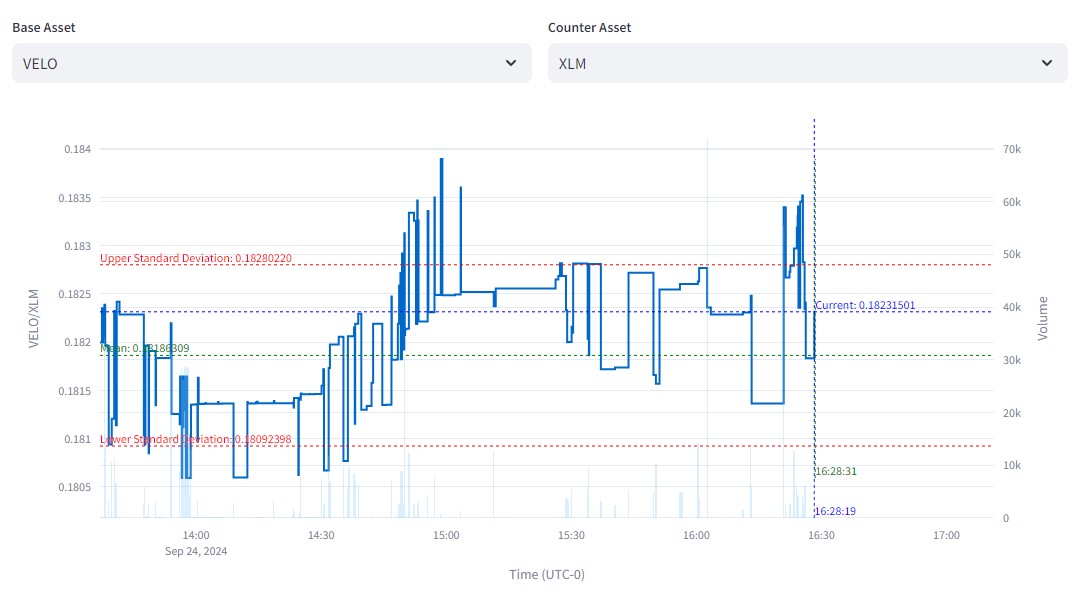 Base Asset
Counter Asset
VELO
XLM
0.184
0.1835
0.183
0.1825
0.182
0.1815
0.181
0.1805
VELO/XLM
70k
60k
50k
40k
30k
20k
10k
0
Volume
Upper Standard Deviation: 0.18280220
Current: 0.18231501
Mean: 0.18186309
Lower Standard Deviation: 0.18092398
16:28:31
16:28:19
14:00
14:30
15:00
15:30
16:00
16:30
17:00
Sep 24, 2024
Time (UTC-0)